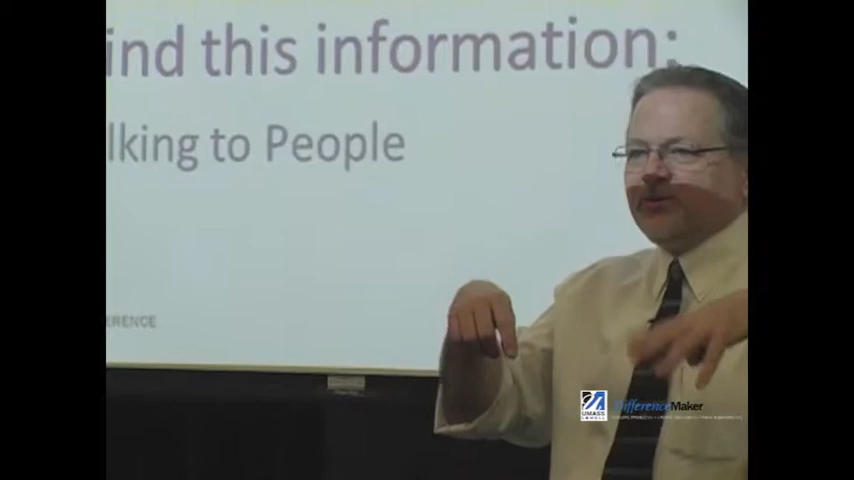 ind this information:
lking to People
ERENCE
UMASS
LOWELL
DifferenceMaker